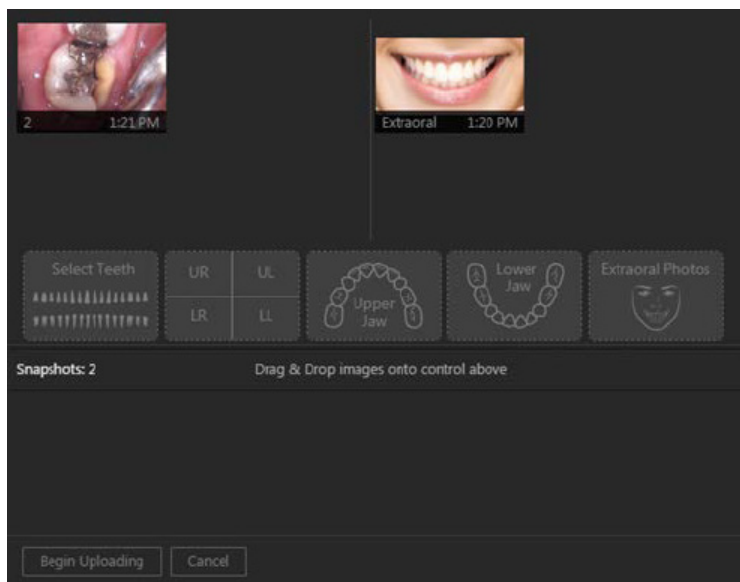 2 1:21 PM
Extraoral 1:20 PM
Select Teeth
UR UL
LR LL
Upper
Jaw
Lower
Jaw
Extraoral Photos
Snapshots: 2
Drag & Drop images onto control above
Begin Uploading
Cancel